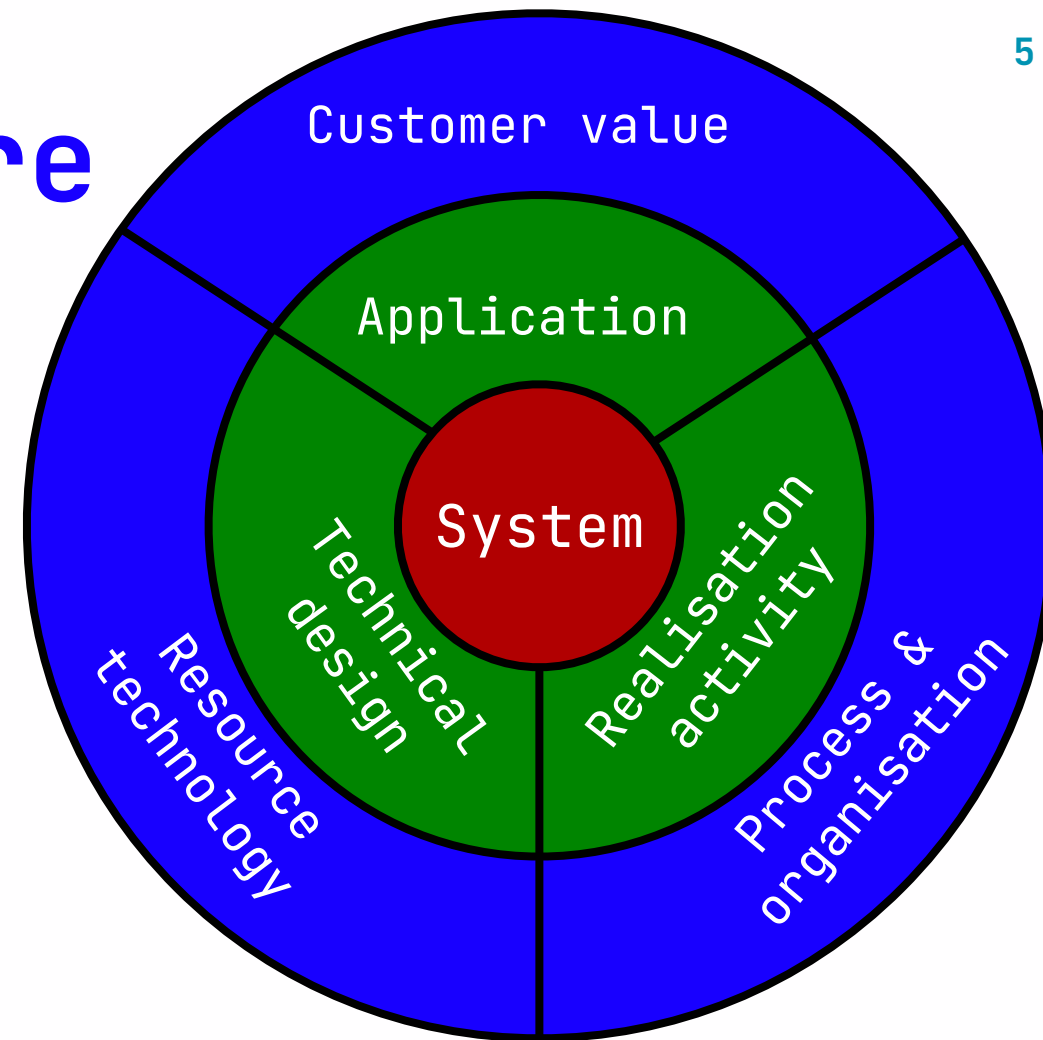 5
re
Customer value
Application
System
Technical
design
Realisation
activity
Resource
technology
Process &
organisation